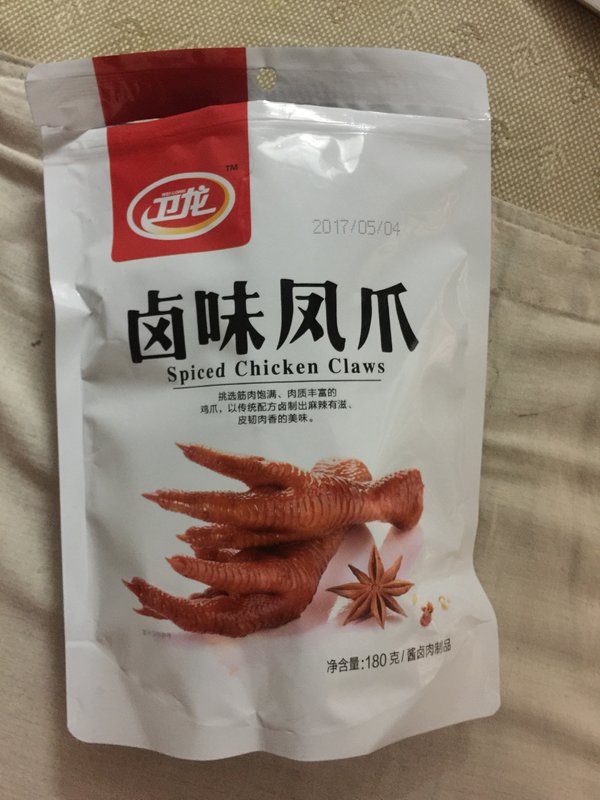 TM
WEI LONG
卫龙
2017/05/04
卤味凤爪
Spiced Chicken Claws
挑选筋肉饱满、肉质丰富的
鸡爪，以传统配方卤制出麻辣有滋、
皮韧肉香的美味。
净含量:180克/酱卤肉制品